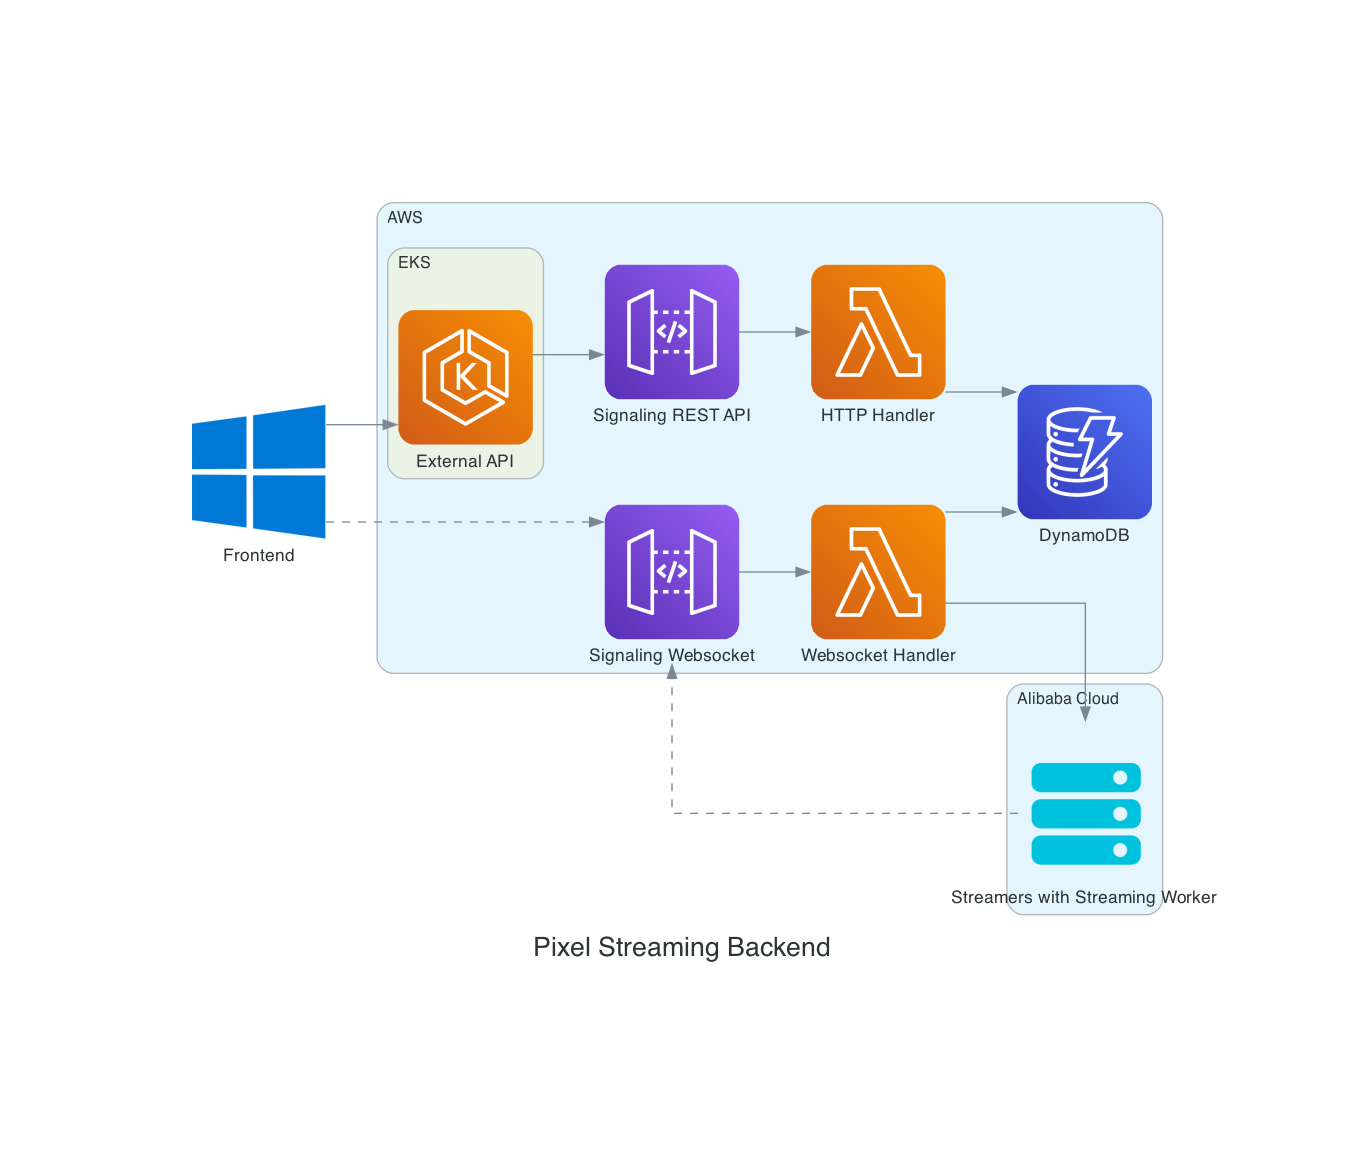 AWS
EKS
External API
Signaling REST API
HTTP Handler
DynamoDB
Frontend
Signaling Websocket
Websocket Handler
Alibaba Cloud
Streamers with Streaming Worker
Pixel Streaming Backend